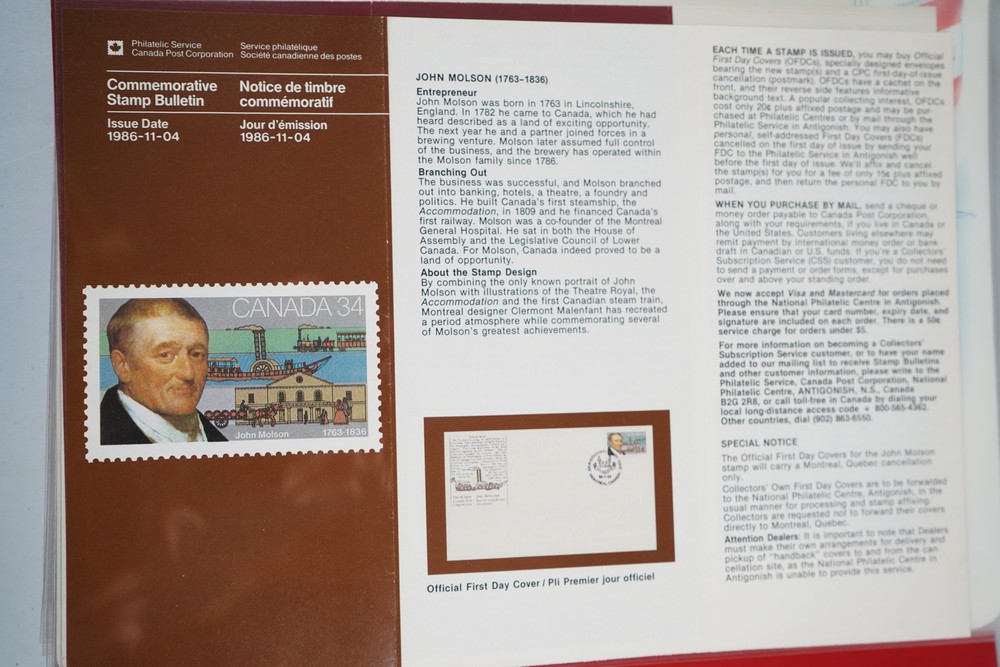 Philatelic Service
Canada Post Corporation
Service philatélique
Société canadienne des postes
Commemorative
Stamp Bulletin
Notice de timbre
commémoratif
Issue Date
1986-11-04
Jour d'émission
1986-11-04
CANADA 34
John Molson 1763-1836
JOHN MOLSON (1763-1836)
Entrepreneur
John Molson was born in 1763 in Lincolnshire,
England. In 1782 he came to Canada, which he had
heard described as a land of exciting opportunity.
The next year he and a partner joined forces in a
brewing venture. Molson later assumed full control
of the business, and the brewery has operated within
the Molson family since 1786.
Branching Out
The business was successful, and Molson branched
out into banking, hotels, a theatre, a foundry and
politics. He built Canada's first steamship, the
Accommodation, in 1809 and he financed Canada's
first railway. Molson was a co-founder of the Montreal
General Hospital. He sat in both the House of
Assembly and the Legislative Council of Lower
Canada. For Molson, Canada indeed proved to be a
land of opportunity.
About the Stamp Design
By combining the only known portrait of John
Molson with illustrations of the Theatre Royal, the
Accommodation and the first Canadian steam train,
Montreal designer Clermont Malenfant has recreated
a period atmosphere while commemorating several
of Molson's greatest achievements.
Official First Day Cover / Pli Premier jour officiel
EACH TIME A STAMP IS ISSUED, you may buy Official
First Day Covers (OFDCs), specially designed envelopes
bearing the new stamp(s) and a CPC first-day-of-issue
cancellation (postmark). OFDCs have a cachet on the
front, and their reverse side features informative
background text. A popular collecting interest, OFDCs
cost only 20¢ plus affixed postage and may be pur-
chased at Philatelic Centres or by mail through the
Philatelic Service in Antigonish. You may also have
personal, self-addressed First Day Covers (FDCs)
cancelled on the first day of issue by sending your
FDC to the Philatelic Service in Antigonish well
before the first day of issue. We'll affix and cancel
the stamp(s) for you for a fee of only 15¢ plus affixed
postage, and then return the personal FDC to you by
mail.
WHEN YOU PURCHASE BY MAIL, send a cheque or
money order payable to Canada Post Corporation,
along with your requirements, if you live in Canada or
the United States. Customers living elsewhere may
remit payment by international money order or bank
draft in Canadian or U.S. funds. If you're a Collectors'
Subscription Service (CSS) customer, you do not need
to send a payment or order forms, except for purchases
over and above your standing order.
We now accept Visa and Mastercard for orders placed
through the National Philatelic Centre in Antigonish.
Please ensure that your card number, expiry date, and
signature are included on each order. There is a 50¢
service charge for orders under $5.
For more information on becoming a Collectors'
Subscription Service customer, or to have your name
added to our mailing list to receive Stamp Bulletins
and other customer information, please write to the
Philatelic Service, Canada Post Corporation, National
Philatelic Centre, ANTIGONISH, N.S., Canada
B2G 2R8, or call toll-free in Canada by dialing your
local long-distance access code + 800-565-4362.
Other countries, dial (902) 863-6550.
SPECIAL NOTICE
The Official First Day Covers for the John Molson
stamp will carry a Montreal, Quebec cancellation
only.
Collectors' Own First Day Covers are to be forwarded
to the National Philatelic Centre, Antigonish, in the
usual manner for processing and stamp affixing.
Collectors are requested not to forward their covers
directly to Montreal, Quebec.
Attention Dealers: It is important to note that Dealers
must make their own arrangements for delivery and
pickup of "handback" covers to and from the can-
cellation site, as the National Philatelic Centre in
Antigonish is unable to provide this service.